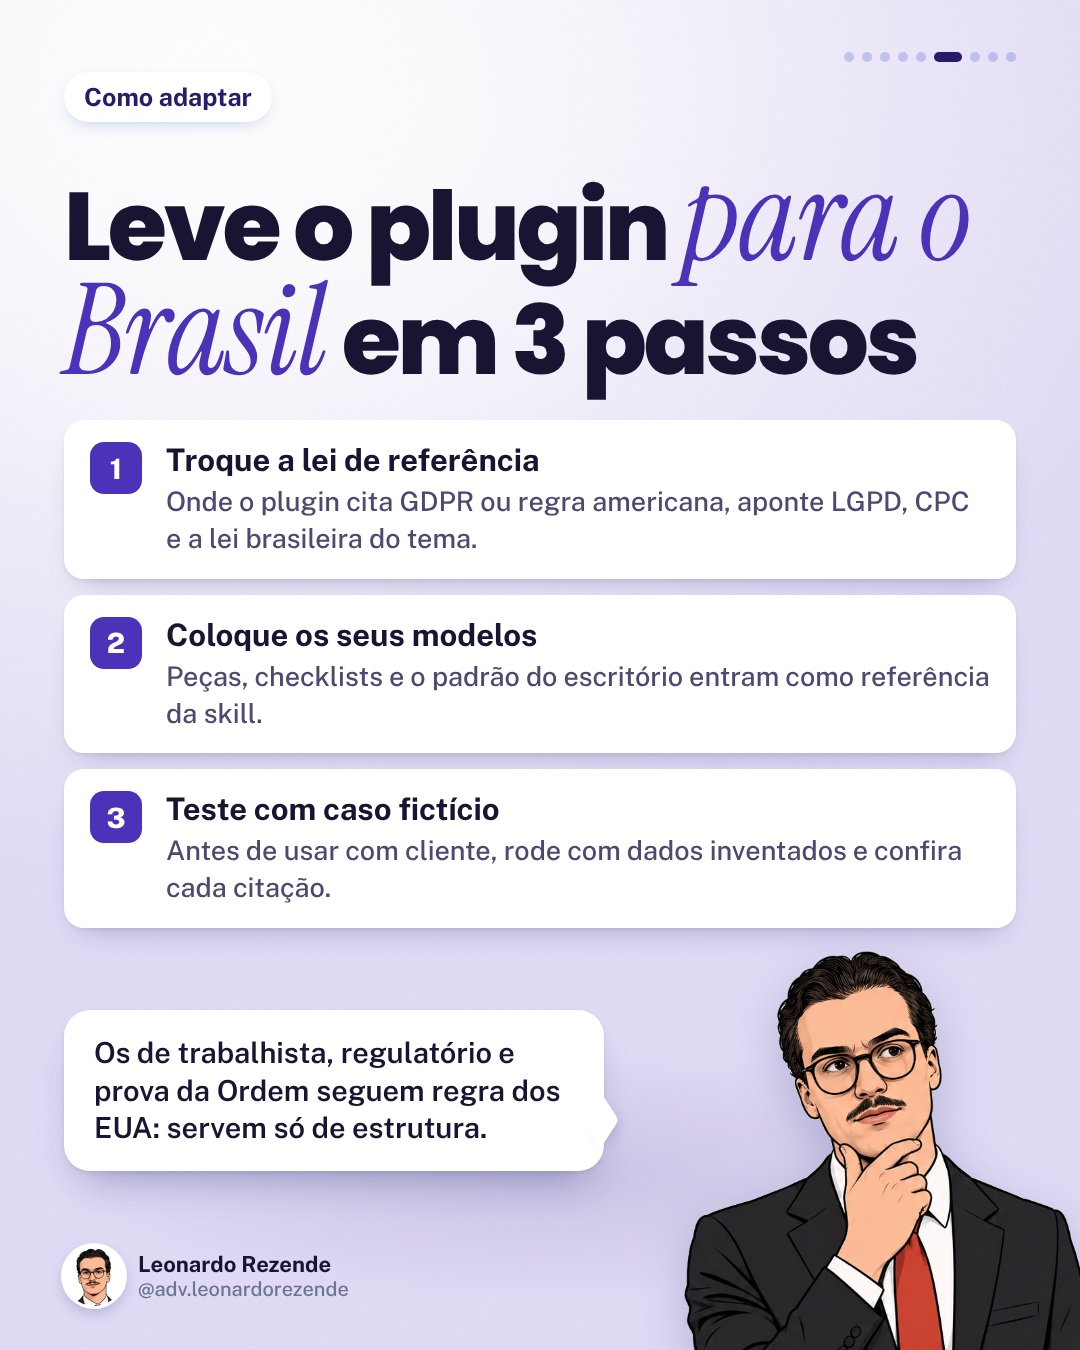 Como adaptar
Leve o plugin para o
Brasil em 3 passos
1
Troque a lei de referência
Onde o plugin cita GDPR ou regra americana, aponte LGPD, CPC
e a lei brasileira do tema.
2
Coloque os seus modelos
Peças, checklists e o padrão do escritório entram como referência
da skill.
3
Teste com caso fictício
Antes de usar com cliente, rode com dados inventados e confira
cada citação.
Os de trabalhista, regulatório e
prova da Ordem seguem regra dos
EUA: servem só de estrutura.
Leonardo Rezende
@adv.leonardorezende